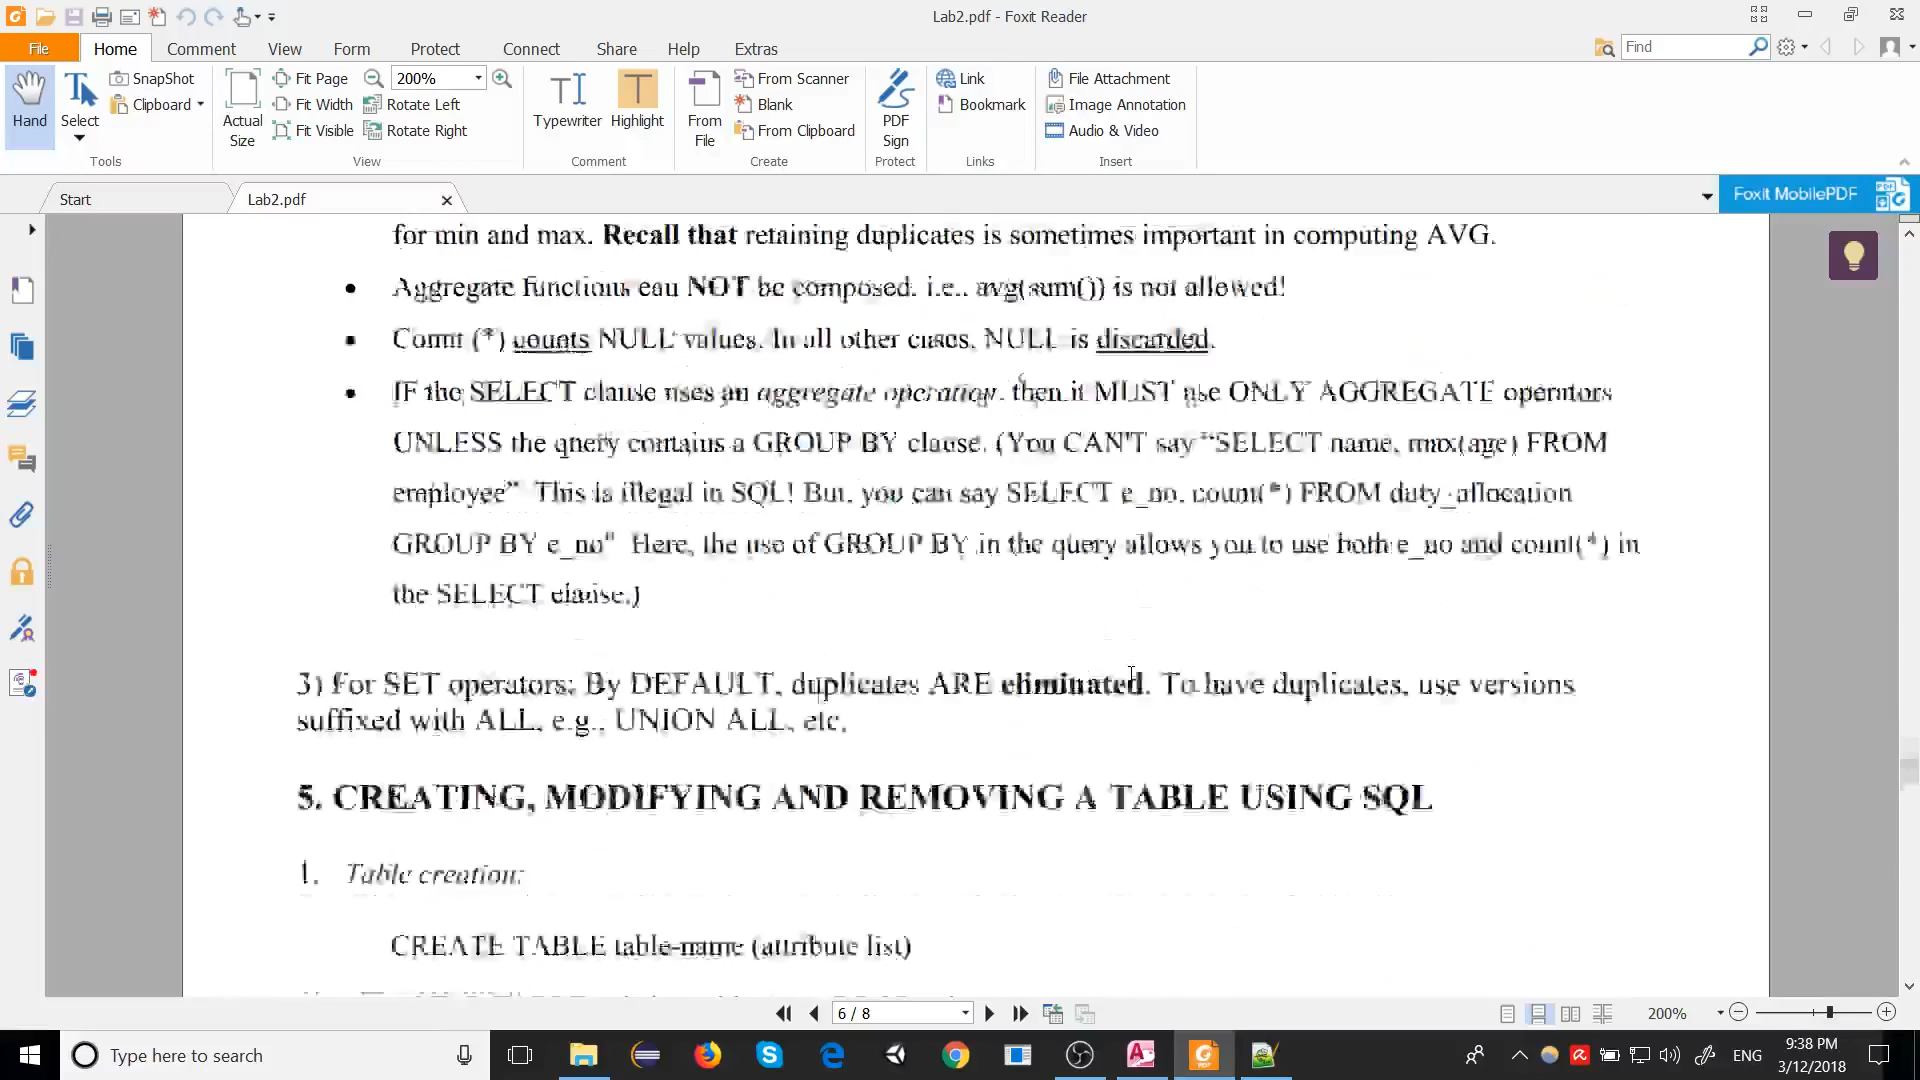 Lab2.pdf - Foxit Reader
File Home Comment View Form Protect Connect Share Help Extras
Find
Hand
Select
SnapShot
Clipboard
Tools
Actual Size
Fit Page
Fit Width
Fit Visible
200%
Rotate Left
Rotate Right
View
Typewriter
Highlight
Comment
From File
From Scanner
Blank
From Clipboard
Create
PDF Sign
Protect
Link
Bookmark
Links
File Attachment
Image Annotation
Audio & Video
Insert
Start
Lab2.pdf
Foxit MobilePDF
for min and max. Recall that retaining duplicates is sometimes important in computing AVG.
• Aggregate functions can NOT be composed, i.e., avg(sum()) is not allowed!
• Count (*) counts NULL values. In all other cases, NULL is discarded.
• IF the SELECT clause uses an aggregate operation, then it MUST use ONLY AGGREGATE operators
UNLESS the query contains a GROUP BY clause. (You CAN'T say "SELECT name, max(age) FROM
employee" This is illegal in SQL! But, you can say SELECT e_no, count(*) FROM duty_allocation
GROUP BY e_no" Here, the use of GROUP BY in the query allows you to use both e_no and count(*) in
the SELECT clause.)
3) For SET operators: By DEFAULT, duplicates ARE eliminated. To have duplicates, use versions
suffixed with ALL, e.g., UNION ALL, etc.
5. CREATING, MODIFYING AND REMOVING A TABLE USING SQL
1. Table creation:
CREATE TABLE table-name (attribute list)
6 / 8
200%
Type here to search
ENG
9:38 PM
3/12/2018